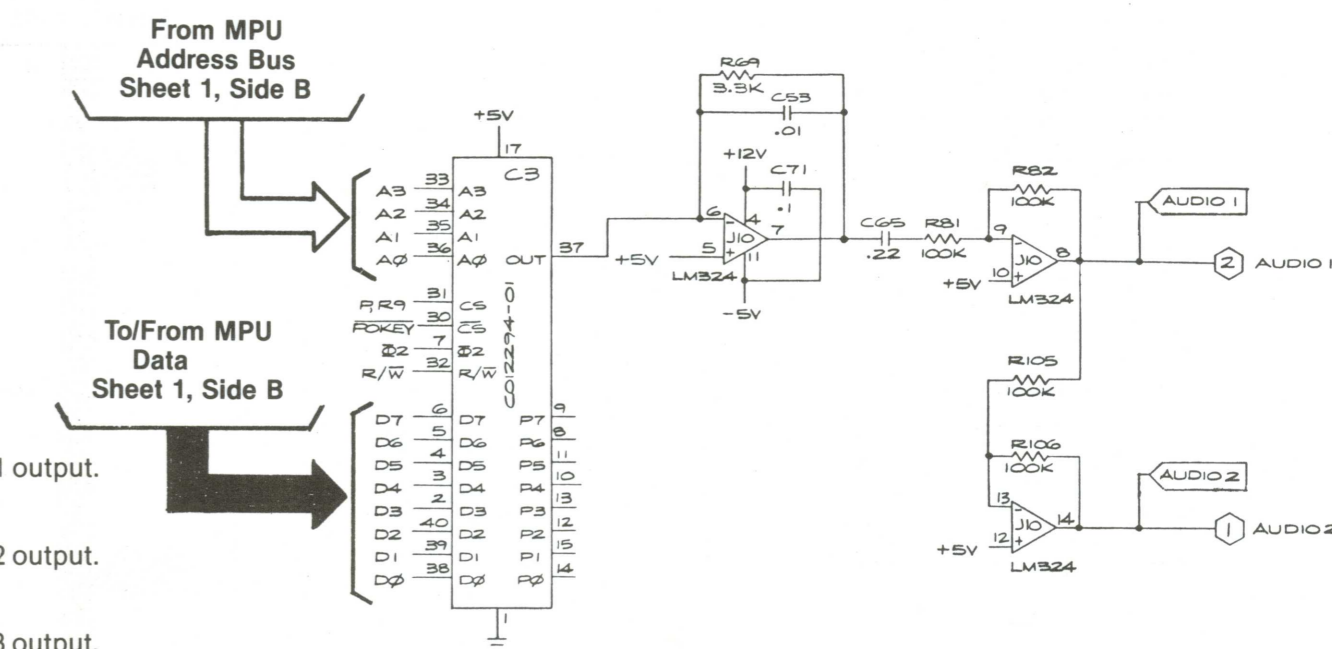 From MPU
Address Bus
Sheet 1, Side B
+5V
17
C3
A3 33 A3
A2 34 A2
A1 35 A1
AØ 36 AØ
OUT 37
P,R9 31 CS
POKEY 30 CS
Φ2 7 Φ2
R/W 32 R/W
C012294-01
To/From MPU
Data
Sheet 1, Side B
D7 6 D7 P7 9
D6 5 D6 P6 8
D5 4 D5 P5 11
D4 3 D4 P4 10
D3 2 D3 P3 13
D2 40 D2 P2 12
D1 39 D1 P1 15
DØ 38 DØ PØ 14
1
1 output.
2 output.
3 output.
R69
3.3K
C53
.01
+12V
C71
.1
6
4
7
J10
+5V 5
11
LM324
-5V
C65
.22
R81
100K
R82
100K
9
8
J10
+5V 10
LM324
AUDIO 1
2 AUDIO 1
R105
100K
R106
100K
13
14
J10
+5V 12
LM324
AUDIO 2
1 AUDIO 2